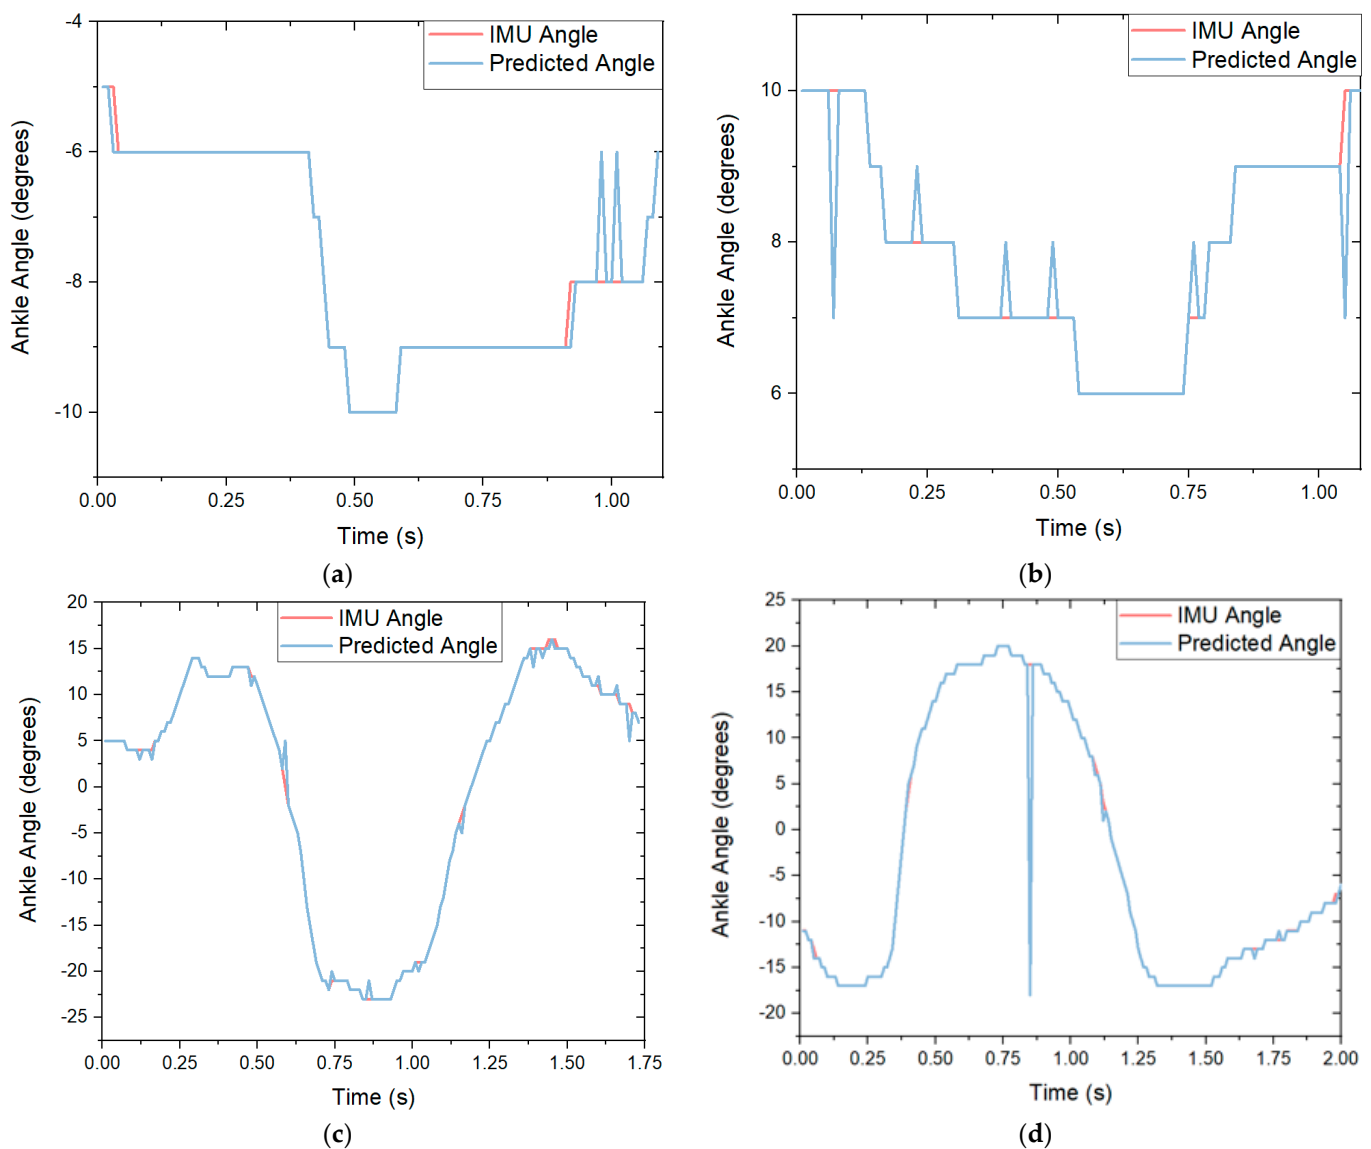 IMU Angle
Predicted Angle
-4
-6
-8
-10
Ankle Angle (degrees)
0.00 0.25 0.50 0.75 1.00
Time (s)
(a)
IMU Angle
Predicted Angle
10
8
6
Ankle Angle (degrees)
0.00 0.25 0.50 0.75 1.00
Time (s)
(b)
IMU Angle
Predicted Angle
20
15
10
5
0
-5
-10
-15
-20
-25
Ankle Angle (degrees)
0.00 0.25 0.50 0.75 1.00 1.25 1.50 1.75
Time (s)
(c)
IMU Angle
Predicted Angle
25
20
15
10
5
0
-5
-10
-15
-20
Ankle Angle (degrees)
0.00 0.25 0.50 0.75 1.00 1.25 1.50 1.75 2.00
Time (s)
(d)